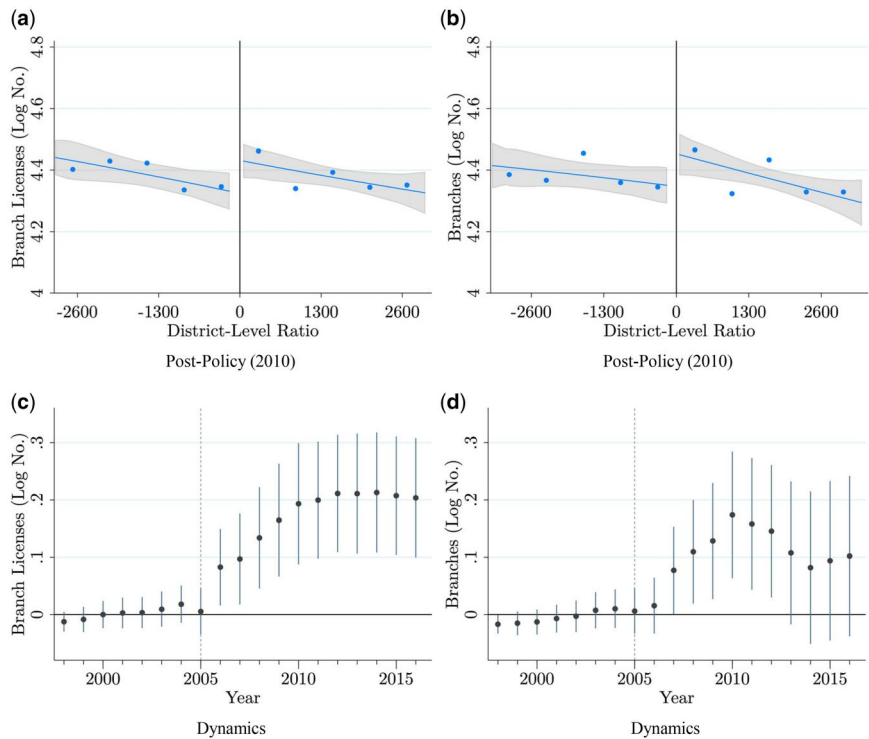 (a)
Branch Licenses (Log No.)
4 4.2 4.4 4.6 4.8
-2600 -1300 0 1300 2600
District-Level Ratio
Post-Policy (2010)
(b)
Branches (Log No.)
4 4.2 4.4 4.6 4.8
-2600 -1300 0 1300 2600
District-Level Ratio
Post-Policy (2010)
(c)
Branch Licenses (Log No.)
0 .1 .2 .3
2000 2005 2010 2015
Year
Dynamics
(d)
Branches (Log No.)
0 .1 .2 .3
2000 2005 2010 2015
Year
Dynamics